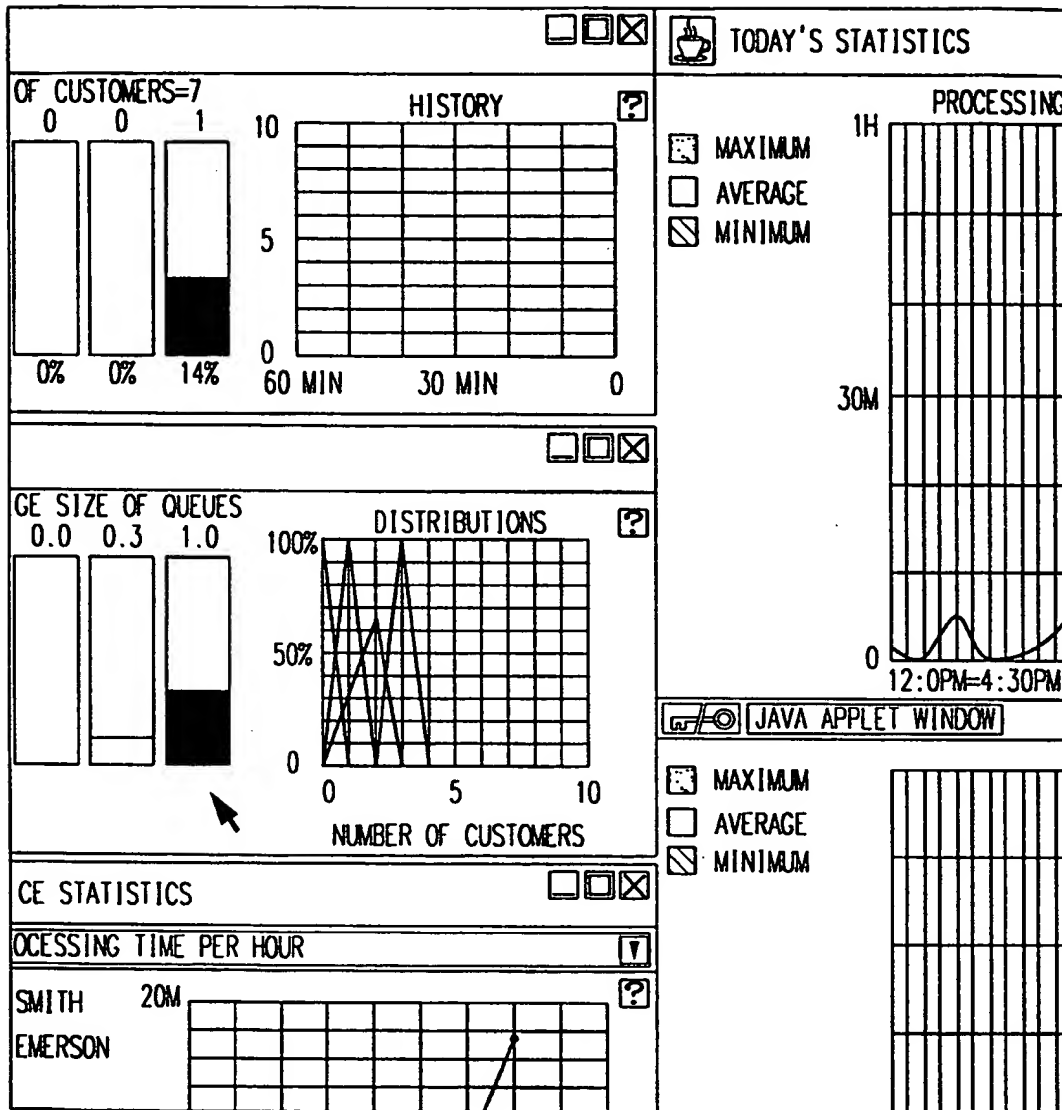 OF CUSTOMERS=7
0 0 1
0% 0% 14%
HISTORY
?
10
5
0
60 MIN 30 MIN 0
GE SIZE OF QUEUES
0.0 0.3 1.0
DISTRIBUTIONS
?
100%
50%
0
0 5 10
NUMBER OF CUSTOMERS
CE STATISTICS
OCESSING TIME PER HOUR
SMITH
EMERSON
20M
?
TODAY'S STATISTICS
PROCESSING
MAXIMUM
AVERAGE
MINIMUM
1H
30M
0
12:0PM=4:30PM
JAVA APPLET WINDOW
MAXIMUM
AVERAGE
MINIMUM